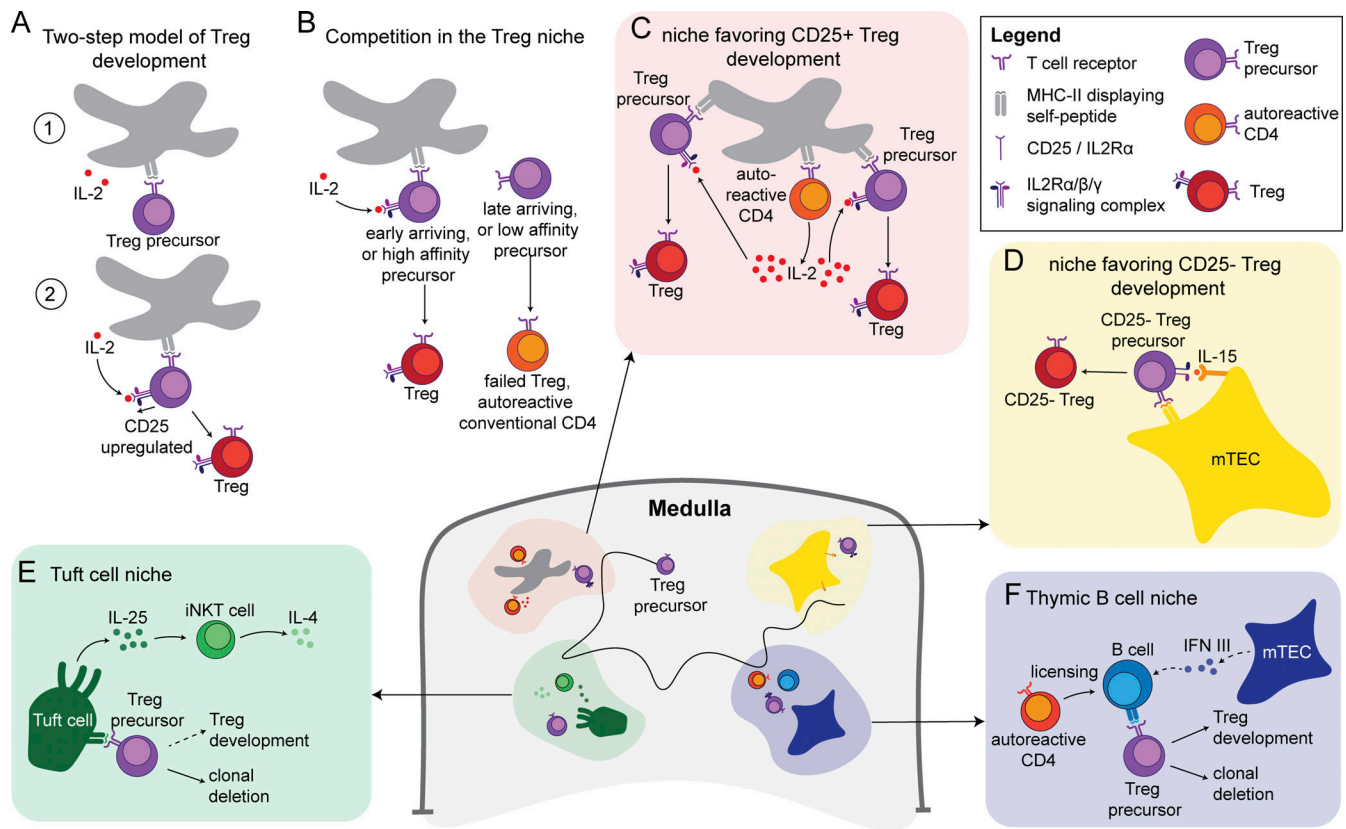 A
Two-step model of Treg
development
1
IL-2
Treg precursor
2
IL-2
CD25
upregulated
Treg
B
Competition in the Treg niche
IL-2
early arriving,
or high affinity
precursor
late arriving,
or low affinity
precursor
Treg
failed Treg,
autoreactive
conventional CD4
C
niche favoring CD25+ Treg
development
Treg
precursor
Treg
precursor
auto-
reactive
CD4
IL-2
Treg
Treg
Legend
T cell receptor
MHC-II displaying
self-peptide
CD25 / IL2Rα
IL2Rα/β/γ
signaling complex
Treg
precursor
autoreactive
CD4
Treg
D
niche favoring CD25- Treg
development
CD25- Treg
precursor
IL-15
CD25- Treg
mTEC
Medulla
Treg
precursor
E
Tuft cell niche
IL-25
iNKT cell
IL-4
Tuft cell
Treg
precursor
Treg
development
clonal
deletion
F
Thymic B cell niche
B cell
IFN III
mTEC
licensing
autoreactive
CD4
Treg
development
Treg
precursor
clonal
deletion